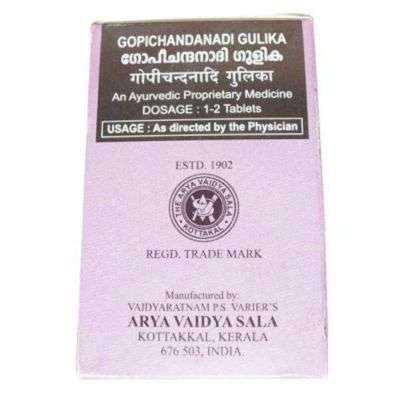 GOPICHANDANADI GULIKA
ഗോപീചന്ദനാദി ഗുളിക
गोपीचन्दनादि गुलिका
An Ayurvedic Proprietary Medicine
DOSAGE : 1-2 Tablets
USAGE : As directed by the Physician
ESTD. 1902
THE ARYA VAIDYA SALA
KOTTAKAL
REGD. TRADE MARK
Manufactured by:
VAIDYARATNAM P.S. VARIER'S
ARYA VAIDYA SALA
KOTTAKKAL, KERALA
676 503, INDIA.